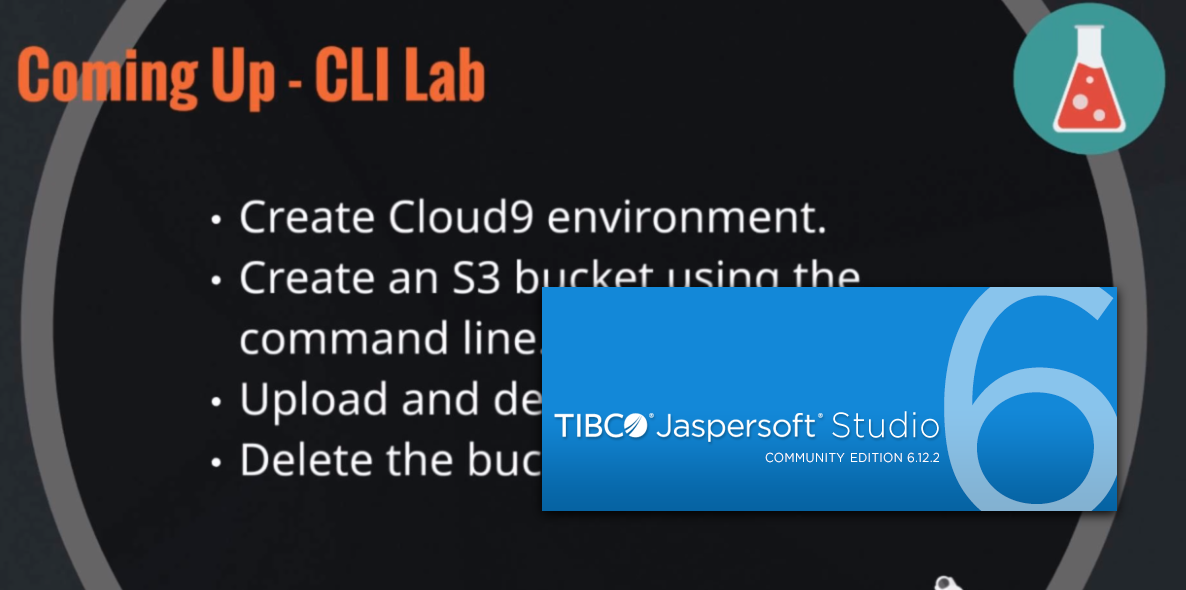 Coming Up - CLI Lab
• Create Cloud9 environment.
• Create an S3 bucket using the
command line.
• Upload and de
• Delete the buc
TIBCO® Jaspersoft® Studio
COMMUNITY EDITION 6.12.2
6